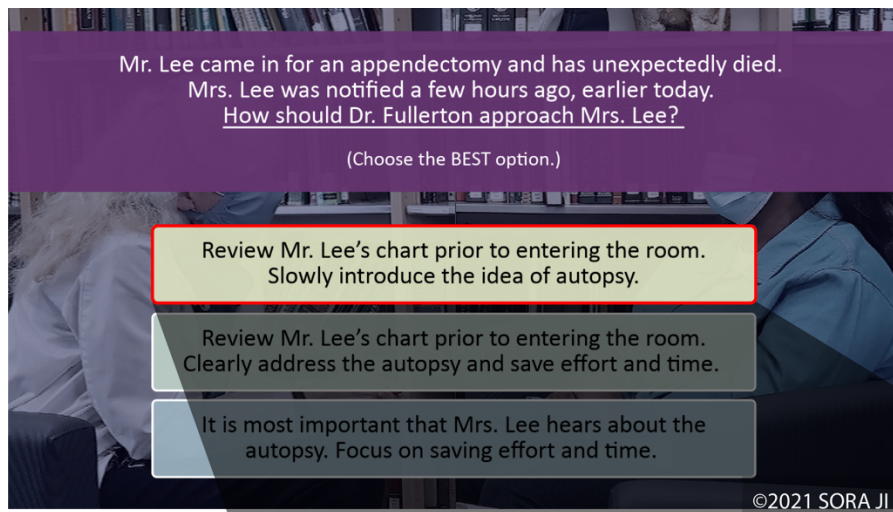 Mr. Lee came in for an appendectomy and has unexpectedly died.
Mrs. Lee was notified a few hours ago, earlier today.
How should Dr. Fullerton approach Mrs. Lee?
(Choose the BEST option.)
Review Mr. Lee's chart prior to entering the room.
Slowly introduce the idea of autopsy.
Review Mr. Lee's chart prior to entering the room.
Clearly address the autopsy and save effort and time.
It is most important that Mrs. Lee hears about the
autopsy. Focus on saving effort and time.
©2021 SORA JI